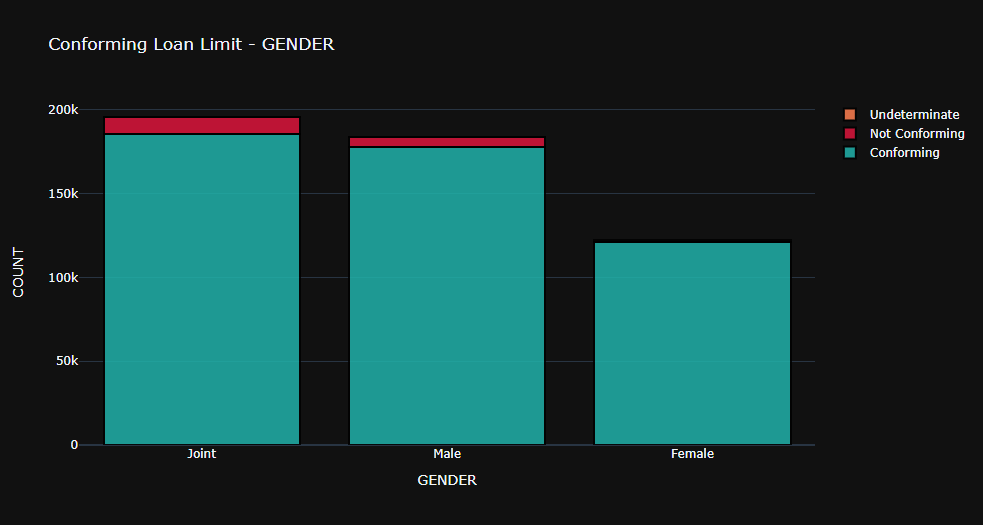 Conforming Loan Limit - GENDER
200k
150k
100k
50k
0
COUNT
Joint
Male
Female
GENDER
Undeterminate
Not Conforming
Conforming